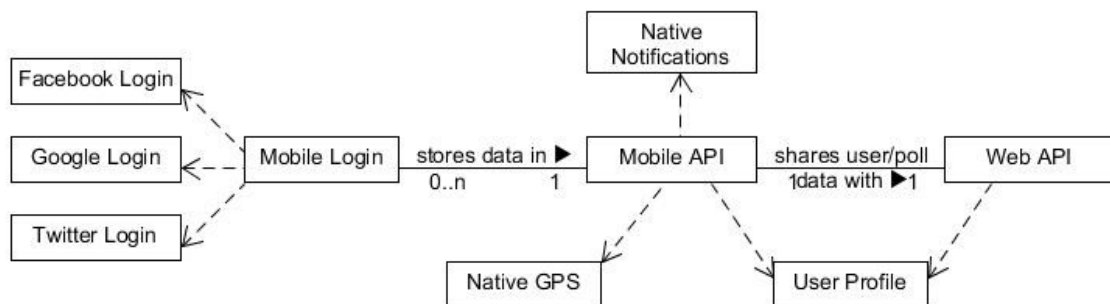 Native
Notifications
Facebook Login
Google Login
Mobile Login
stores data in ▶
0..n
1
Mobile API
shares user/poll
1data with ▶1
Web API
Twitter Login
Native GPS
User Profile